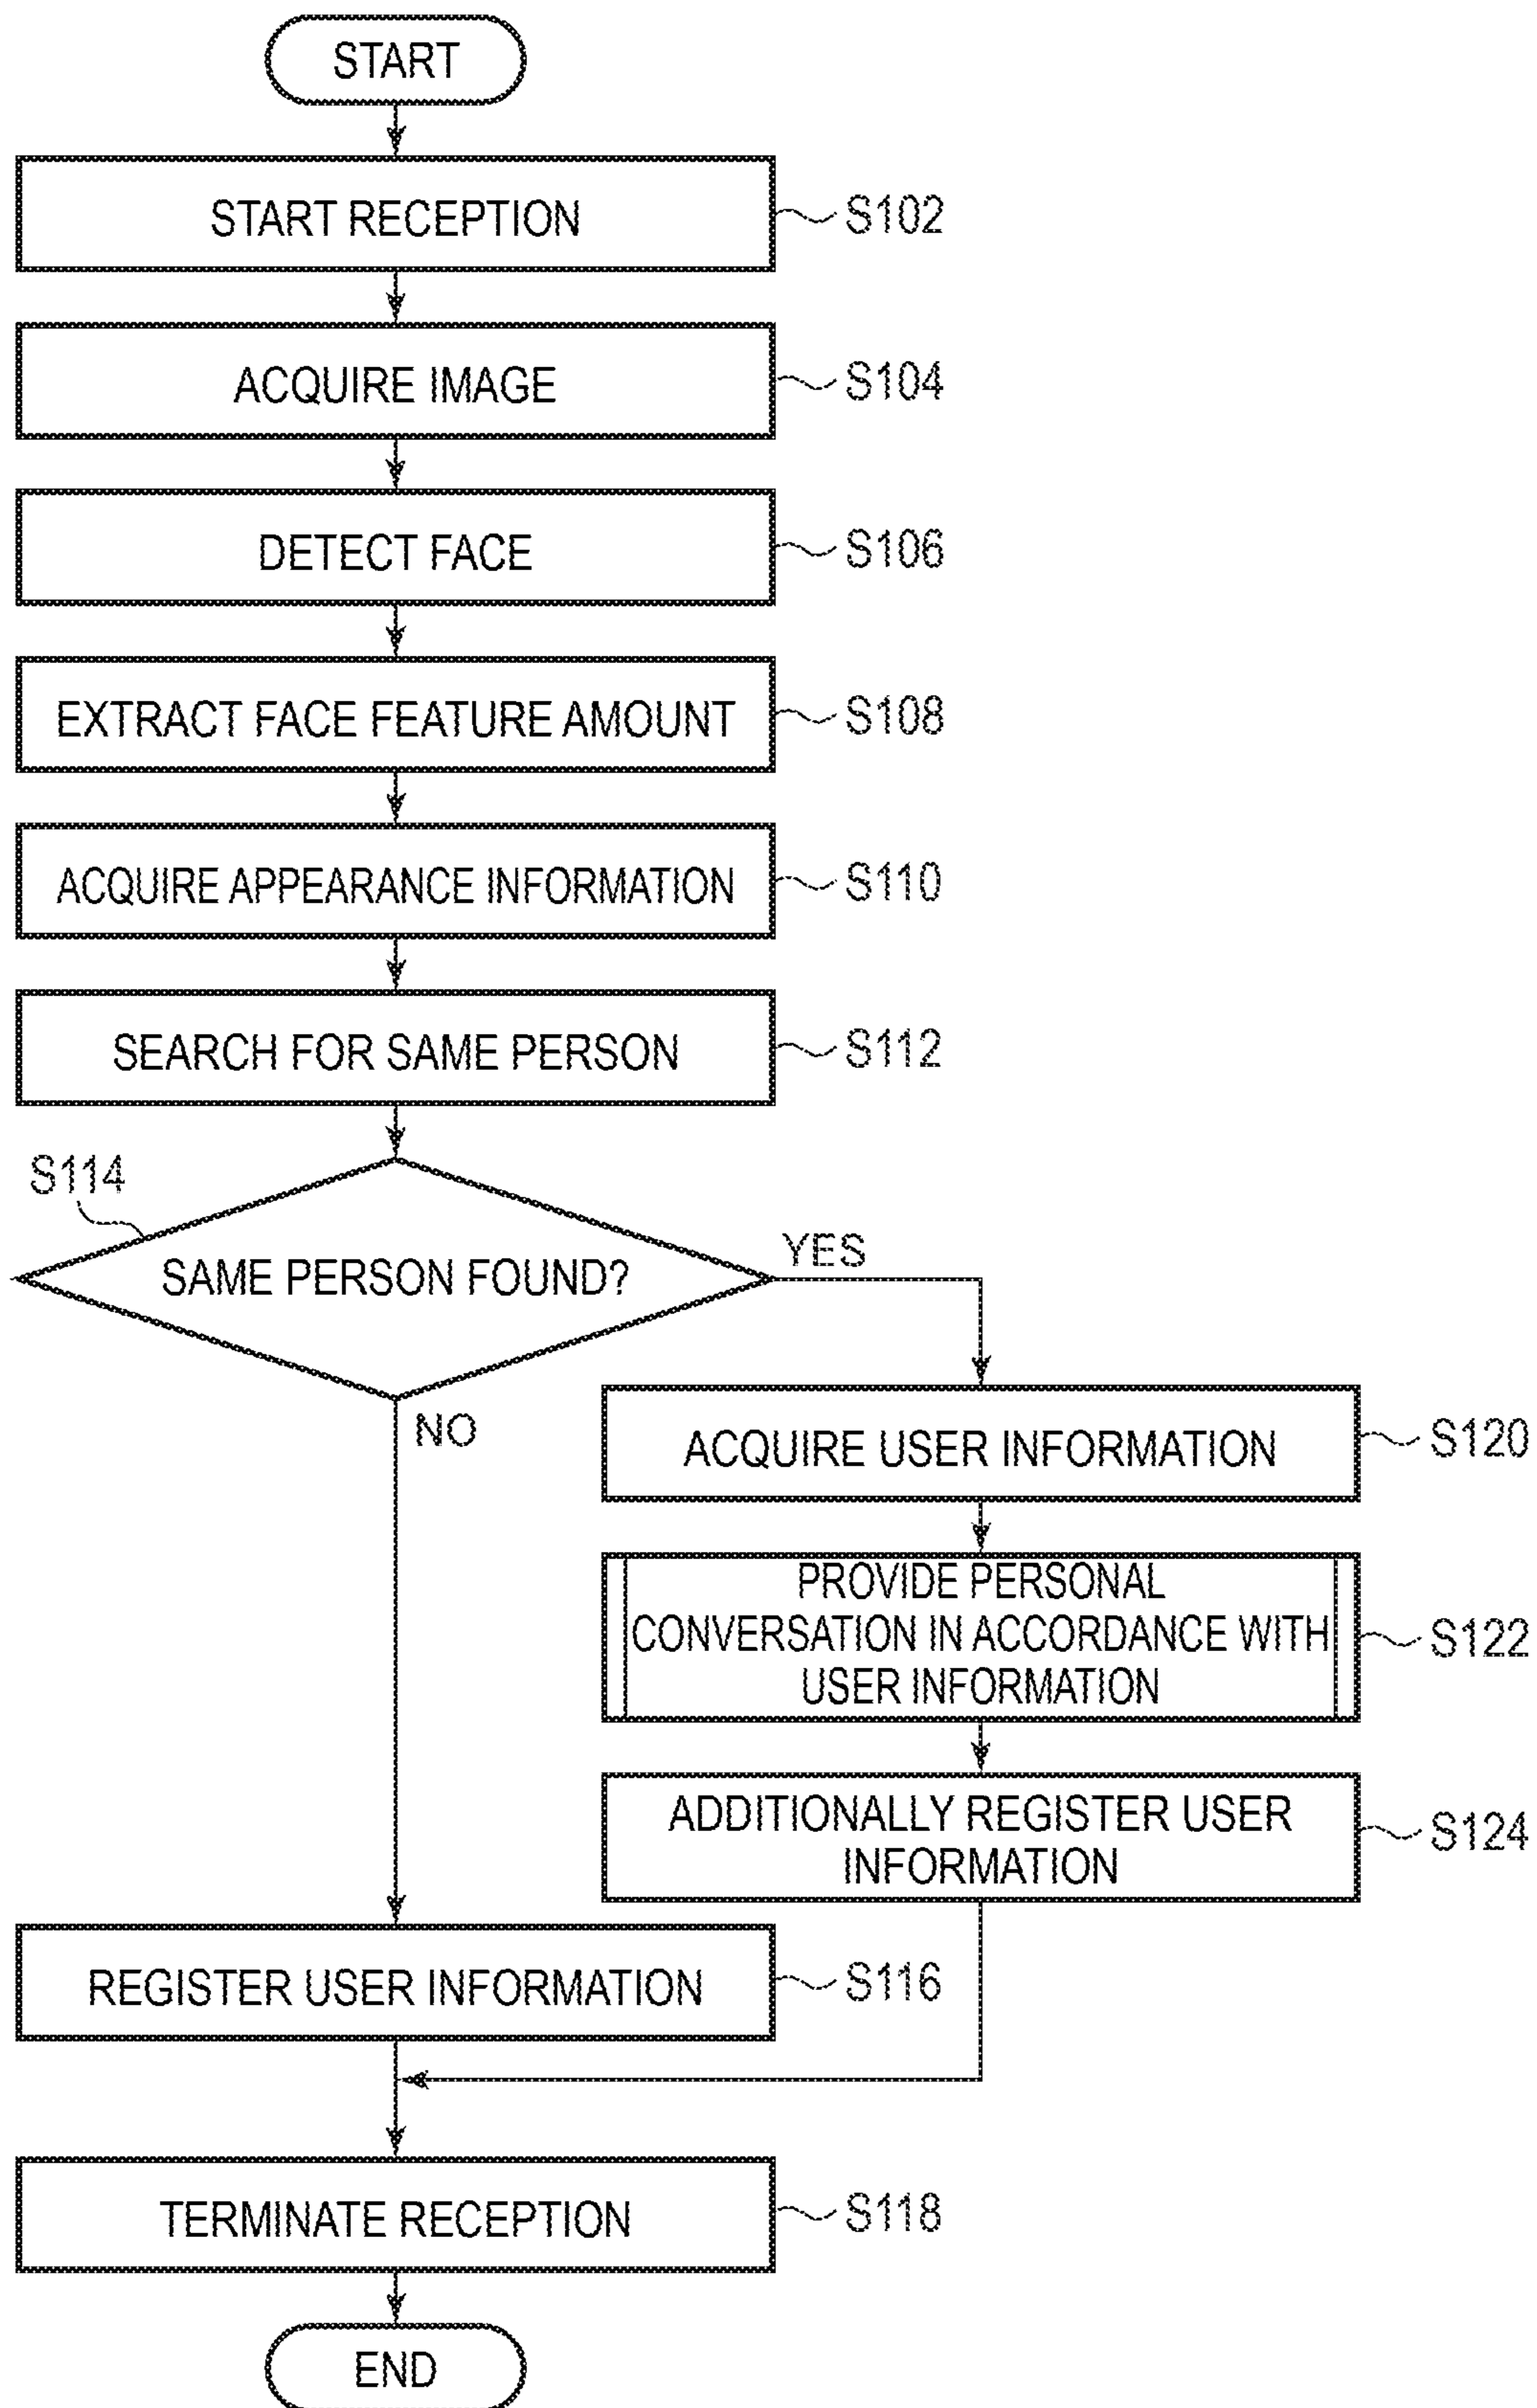 START
START RECEPTION
S102
ACQUIRE IMAGE
S104
DETECT FACE
S106
EXTRACT FACE FEATURE AMOUNT
S108
ACQUIRE APPEARANCE INFORMATION
S110
SEARCH FOR SAME PERSON
S112
S114
SAME PERSON FOUND?
YES
NO
ACQUIRE USER INFORMATION
S120
PROVIDE PERSONAL
CONVERSATION IN ACCORDANCE WITH
USER INFORMATION
S122
ADDITIONALLY REGISTER USER
INFORMATION
S124
REGISTER USER INFORMATION
S116
TERMINATE RECEPTION
S118
END